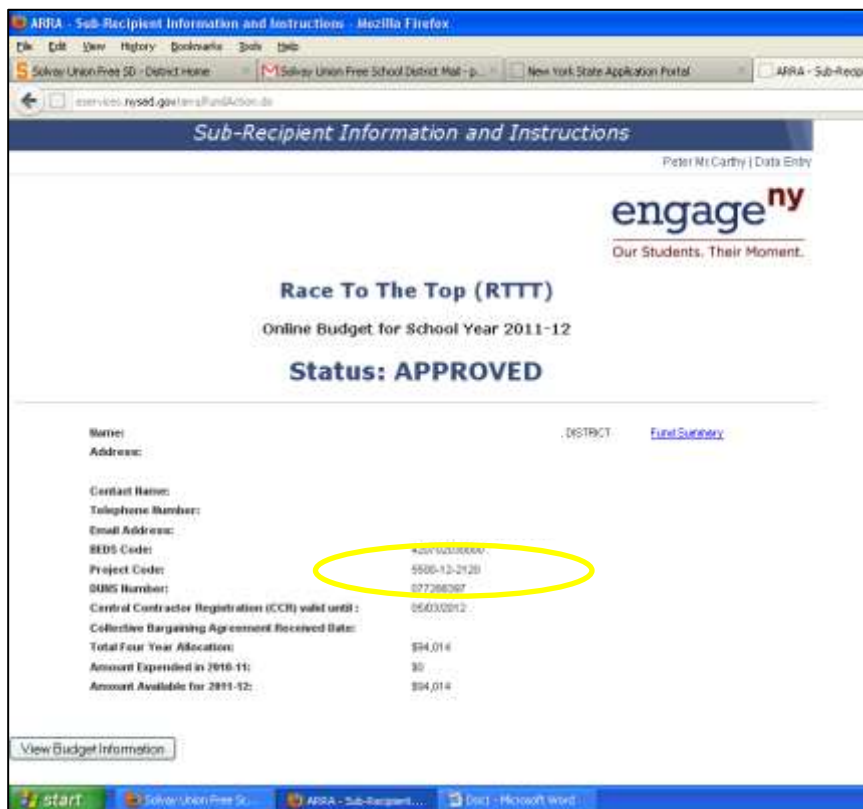 ARRA - Sub-Recipient Information and Instructions - Mozilla Firefox
File Edit View History Bookmarks Tools Help
Solvay Union Free SD - District Home
Solvay Union Free School District Mail - p...
New York State Application Portal
ARRA - Sub-Recip
eservices.nysed.gov
Sub-Recipient Information and Instructions
Peter McCarthy | Data Entry
engage ny
Our Students. Their Moment.
Race To The Top (RTTT)
Online Budget for School Year 2011-12
Status: APPROVED
Name: DISTRICT Fund Summary
Address:
Contact Name:
Telephone Number:
Email Address:
BEDS Code:
Project Code: 5500-12-2120
DUNS Number:
Central Contractor Registration (CCR) valid until : 05/03/2012
Collective Bargaining Agreement Received Date:
Total Four Year Allocation: $94,014
Amount Expended in 2010-11: $0
Amount Available for 2011-12: $94,014
View Budget Information
start
Solvay Union Free Sc...
ARRA - Sub-Recipient...
Doc1 - Microsoft Word